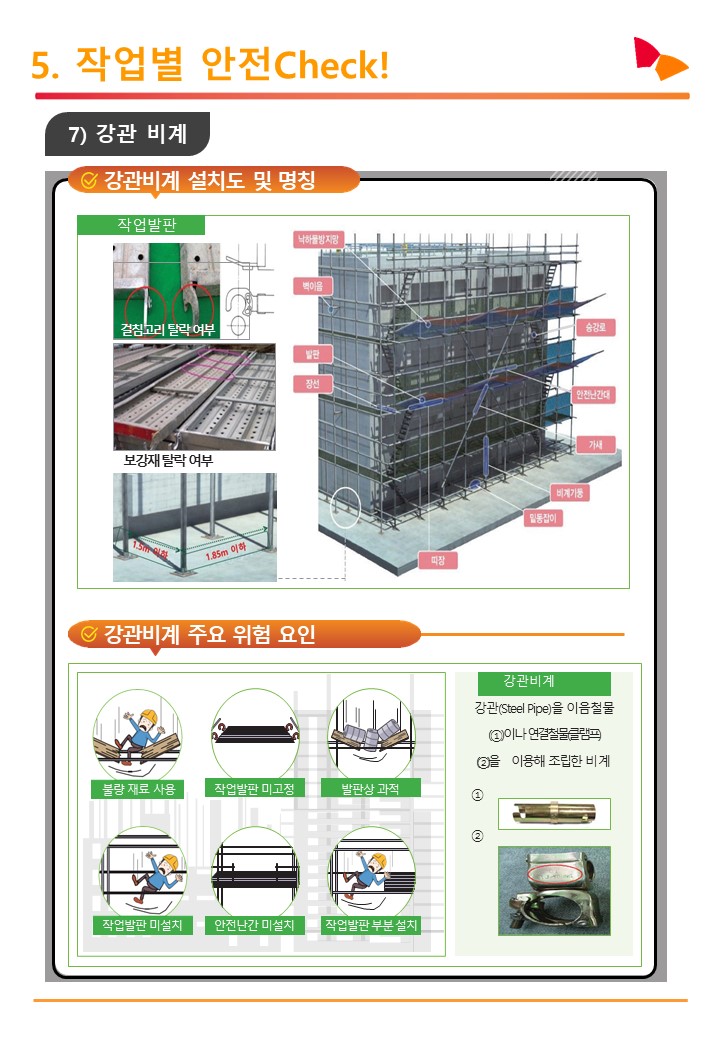 5. 작업별 안전Check!
7) 강관 비계
강관비계 설치도 및 명칭
작업발판
걸침고리 탈락 여부
보강재 탈락 여부
1.5m 이하
1.85m 이하
낙하물방지망
벽이음
발판
장선
승강로
안전난간대
가새
비계기둥
밑둥잡이
띠장
강관비계 주요 위험 요인
불량 재료 사용
작업발판 미고정
발판상 과적
작업발판 미설치
안전난간 미설치
작업발판 부분 설치
강관비계
강관(Steel Pipe)을 이음철물
(①)이나 연결철물(클램프)
②을 이용해 조립한 비계
①
②